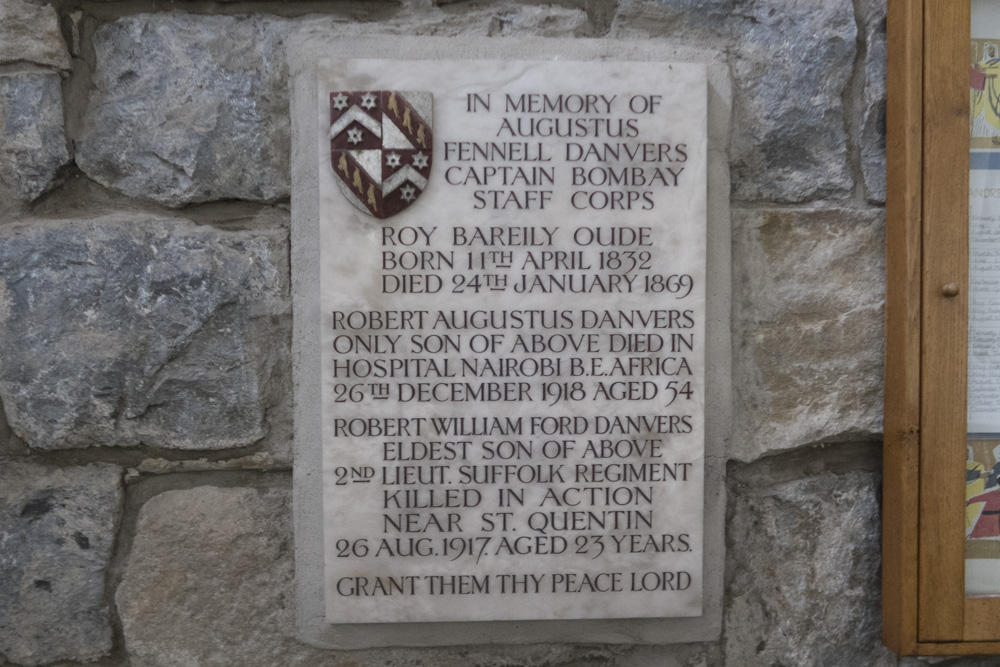 IN MEMORY OF
AUGUSTUS
FENNELL DANVERS
CAPTAIN BOMBAY
STAFF CORPS
ROY BAREILY OUDE
BORN 11TH APRIL 1832
DIED 24TH JANUARY 1869
ROBERT AUGUSTUS DANVERS
ONLY SON OF ABOVE DIED IN
HOSPITAL NAIROBI B.E. AFRICA
26TH DECEMBER 1918 AGED 54
ROBERT WILLIAM FORD DANVERS
ELDEST SON OF ABOVE
2ND LIEUT. SUFFOLK REGIMENT
KILLED IN ACTION
NEAR ST. QUENTIN
26 AUG. 1917. AGED 23 YEARS.
GRANT THEM THY PEACE LORD